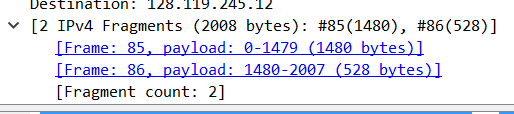 Destination: 128.119.245.12
[2 IPv4 Fragments (2008 bytes): #85(1480), #86(528)]
[Frame: 85, payload: 0-1479 (1480 bytes)]
[Frame: 86, payload: 1480-2007 (528 bytes)]
[Fragment count: 2]